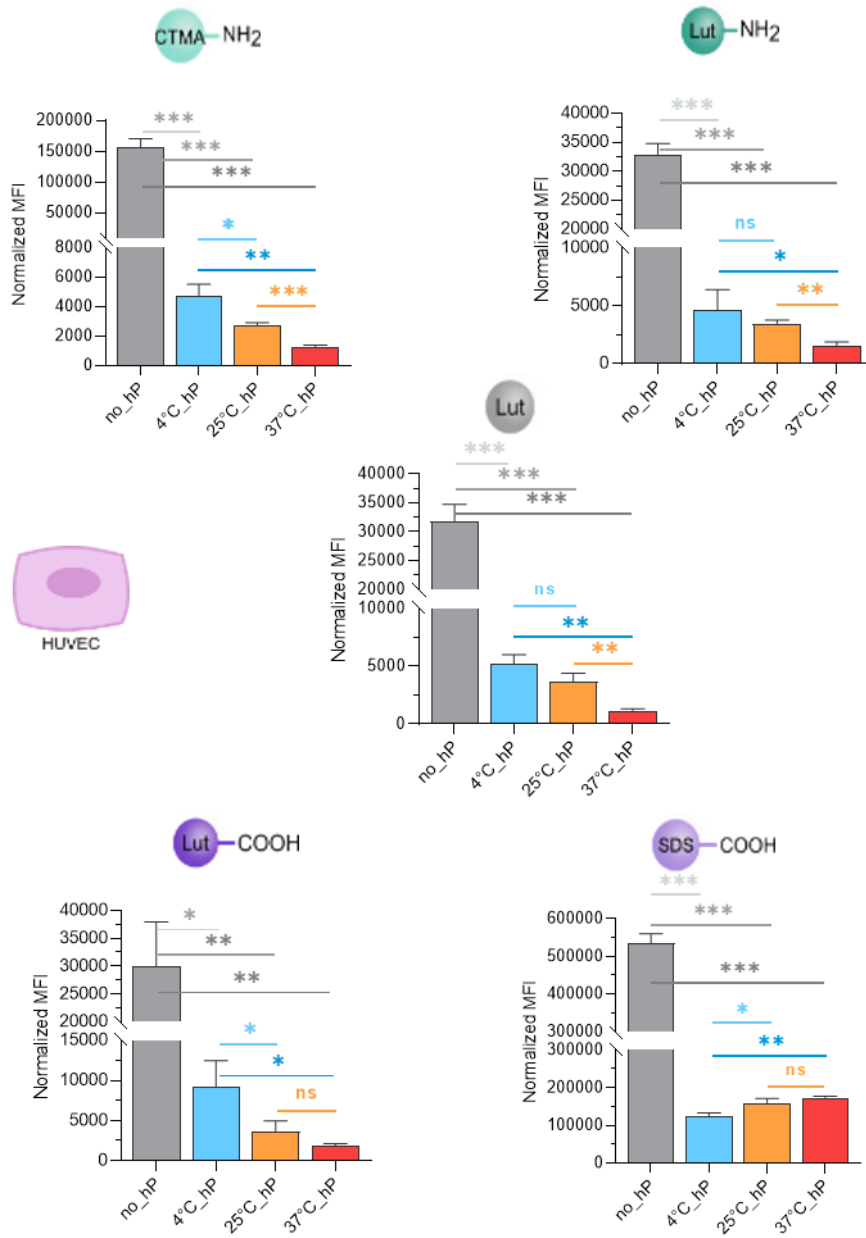 CTMA NH2
Normalized MFI
200000
***
150000
***
100000
***
50000
8000
*
6000
**
4000
***
2000
0
no_hP
4°C_hP
25°C_hP
37°C_hP
Lut NH2
Normalized MFI
40000
***
35000
***
30000
***
25000
20000
10000
ns
*
5000
**
0
no_hP
4°C_hP
25°C_hP
37°C_hP
Lut
Normalized MFI
***
40000
***
35000
***
30000
25000
20000
10000
ns
**
5000
**
0
no_hP
4°C_hP
25°C_hP
37°C_hP
HUVEC
Lut COOH
Normalized MFI
40000
*
35000
**
30000
**
25000
20000
15000
*
10000
*
5000
ns
0
no_hP
4°C_hP
25°C_hP
37°C_hP
SDS COOH
Normalized MFI
***
600000
***
500000
***
400000
300000
*
300000
**
200000
ns
100000
0
no_hP
4°C_hP
25°C_hP
37°C_hP